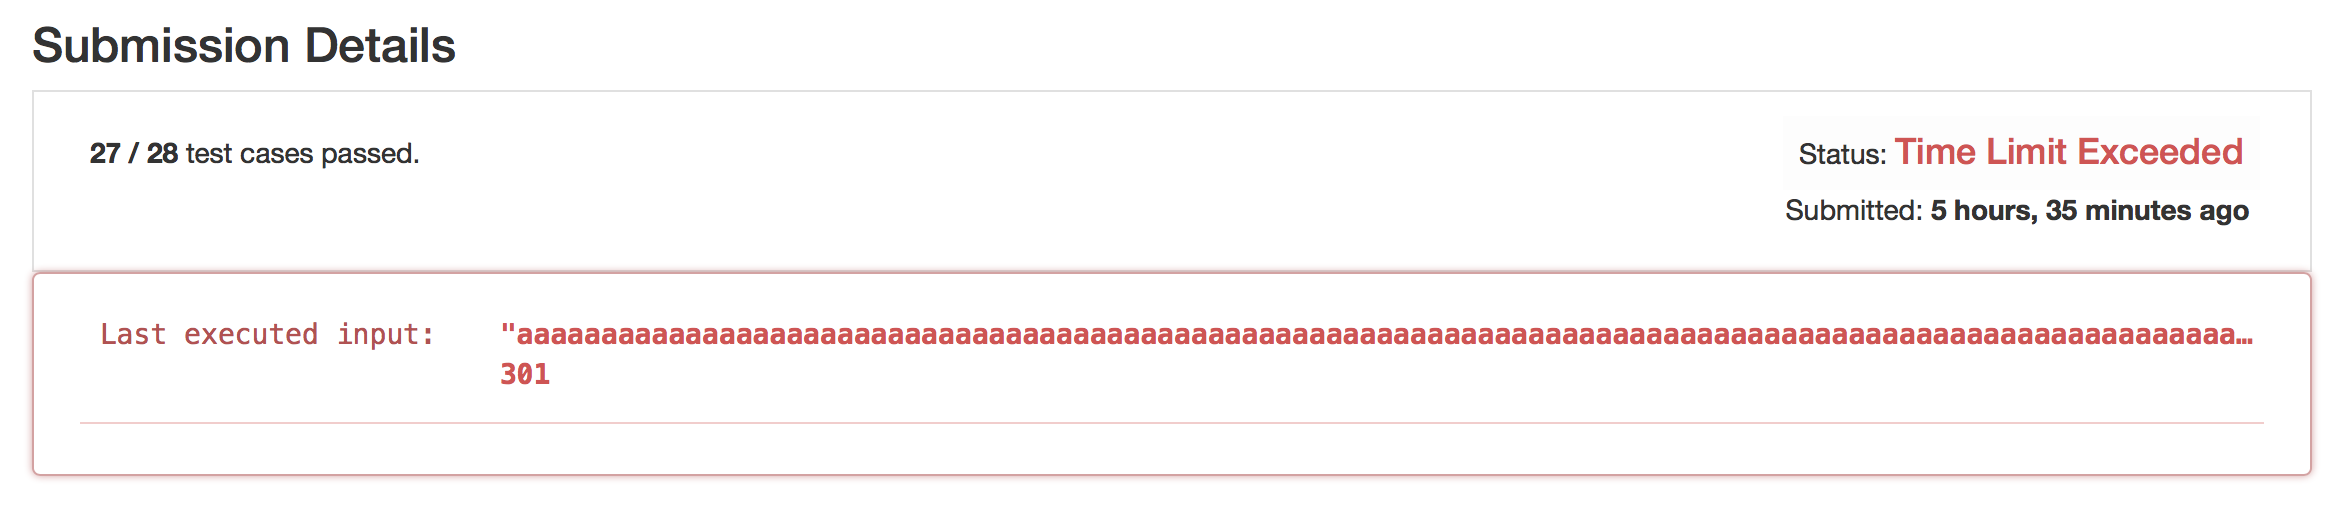 Submission Details
27 / 28 test cases passed.
Status: Time Limit Exceeded
Submitted: 5 hours, 35 minutes ago
Last executed input: "aaaaaaaaaaaaaaaaaaaaaaaaaaaaaaaaaaaaaaaaaaaaaaaaaaaaaaaaaaaaaaaaaaaaaaaaaaaaaaaaaaaaaaaaaaaaaaaaaaaaaa…
301